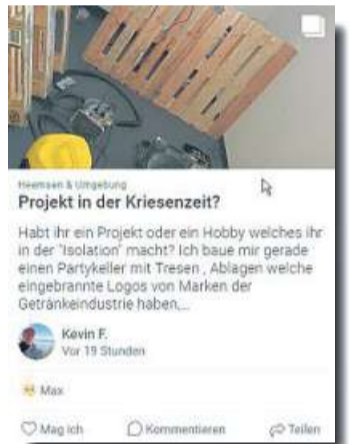 Heemsen & Umgebung
Projekt in der Kriesenzeit?
Habt ihr ein Projekt oder ein Hobby welches ihr
in der "Isolation" macht? Ich baue mir gerade
einen Partykeller mit Tresen , Ablagen welche
eingebrannte Logos von Marken der
Getränkeindustrie haben,...
Kevin F.
Vor 19 Stunden
Max
Mag ich
Kommentieren
Teilen